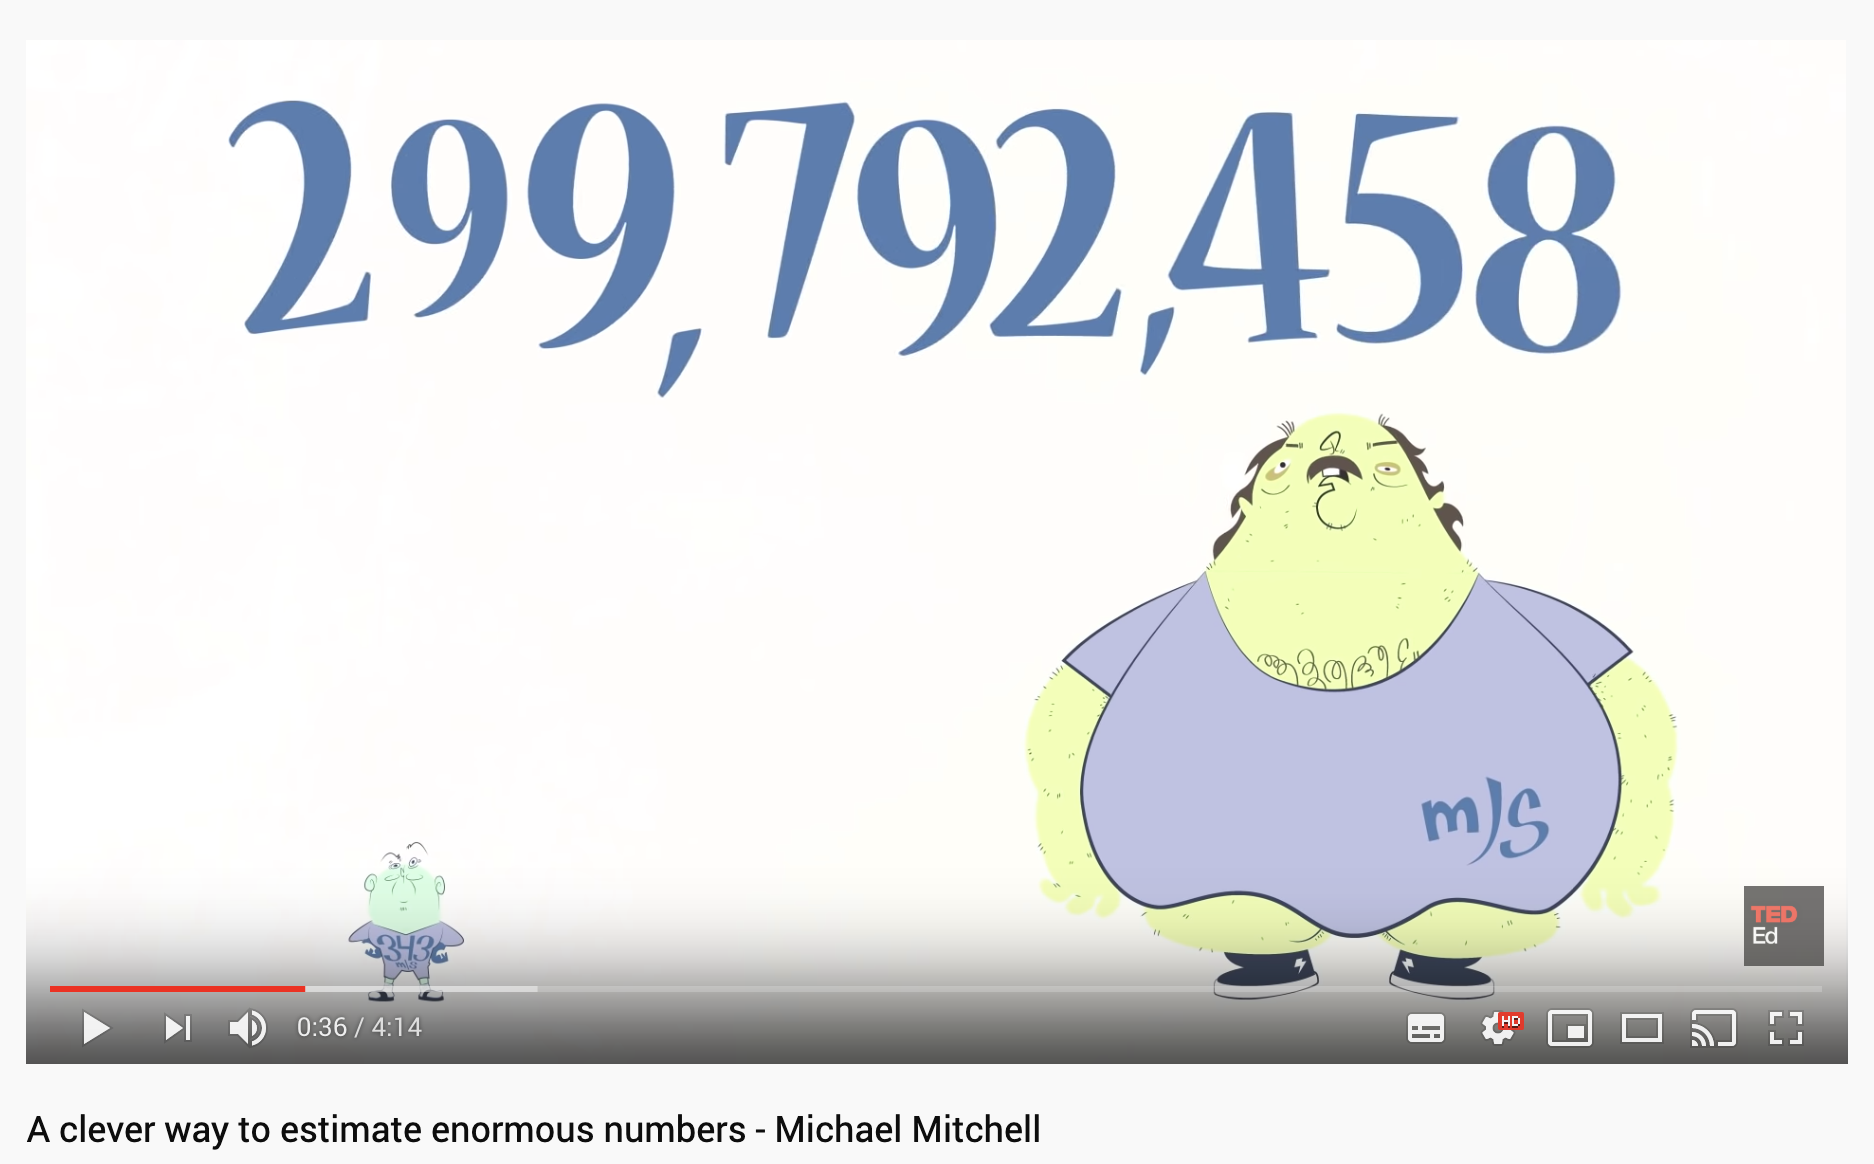 299,792,458
m/s
343
m/s
TED
Ed
0:36 / 4:14
HD
A clever way to estimate enormous numbers - Michael Mitchell